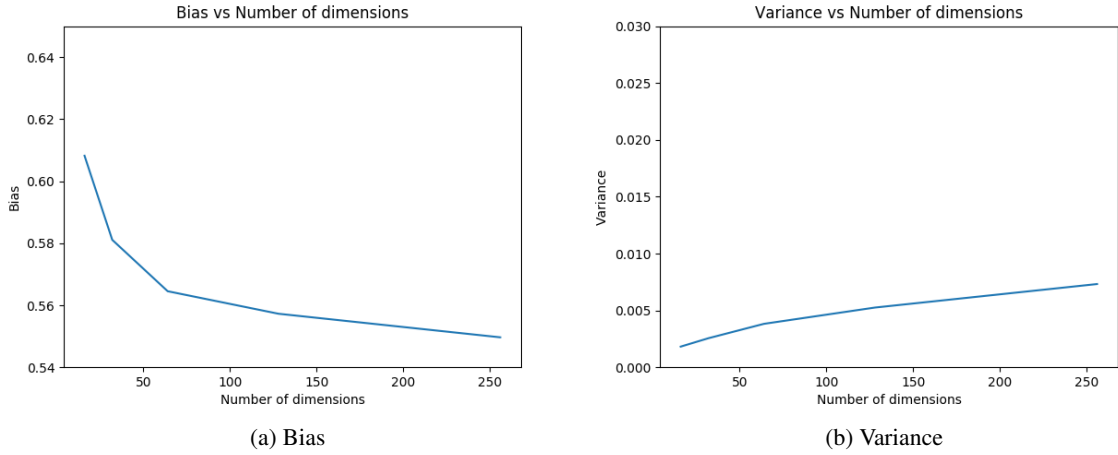 Bias vs Number of dimensions
0.64
0.62
0.60
0.58
0.56
0.54
Bias
50 100 150 200 250
Number of dimensions
(a) Bias
Variance vs Number of dimensions
0.030
0.025
0.020
0.015
0.010
0.005
0.000
Variance
50 100 150 200 250
Number of dimensions
(b) Variance